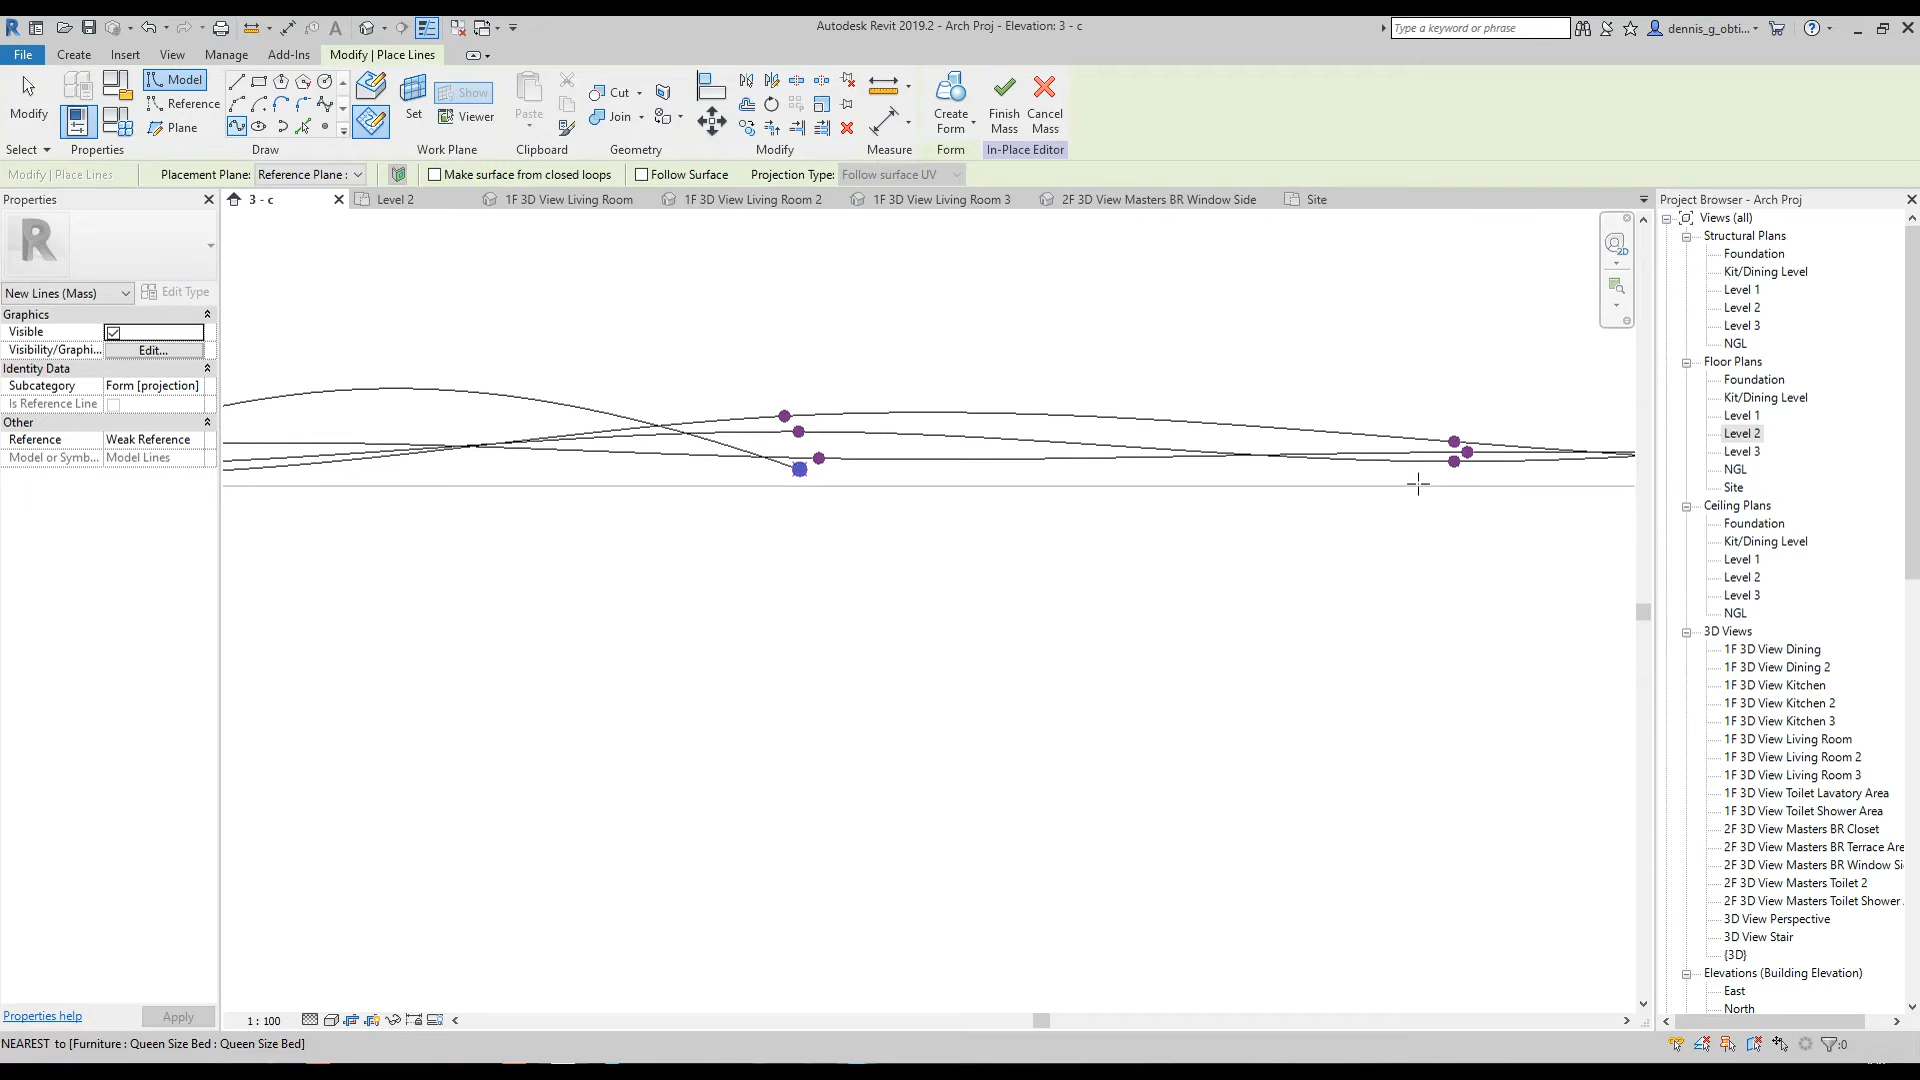 Autodesk Revit 2019.2 - Arch Proj - Elevation: 3 - c
Type a keyword or phrase
dennis_g_obti...
File Create Insert View Manage Add-Ins Modify | Place Lines
Modify
Model
Reference
Plane
Set
Show
Viewer
Paste
Cut
Join
Create Form
Finish Mass
Cancel Mass
Select Properties Draw Work Plane Clipboard Geometry Modify Measure Form In-Place Editor
Modify | Place Lines Placement Plane: Reference Plane : Make surface from closed loops Follow Surface Projection Type: Follow surface UV
Properties
3 - c Level 2 1F 3D View Living Room 1F 3D View Living Room 2 1F 3D View Living Room 3 2F 3D View Masters BR Window Side Site
New Lines (Mass) Edit Type
Graphics
Visible
Visibility/Graphi... Edit...
Identity Data
Subcategory Form [projection]
Is Reference Line
Other
Reference Weak Reference
Model or Symb... Model Lines
Properties help Apply
2D
1 : 100
Project Browser - Arch Proj
Views (all)
Structural Plans
Foundation
Kit/Dining Level
Level 1
Level 2
Level 3
NGL
Floor Plans
Foundation
Kit/Dining Level
Level 1
Level 2
Level 3
NGL
Site
Ceiling Plans
Foundation
Kit/Dining Level
Level 1
Level 2
Level 3
NGL
3D Views
1F 3D View Dining
1F 3D View Dining 2
1F 3D View Kitchen
1F 3D View Kitchen 2
1F 3D View Kitchen 3
1F 3D View Living Room
1F 3D View Living Room 2
1F 3D View Living Room 3
1F 3D View Toilet Lavatory Area
1F 3D View Toilet Shower Area
2F 3D View Masters BR Closet
2F 3D View Masters BR Terrace Are
2F 3D View Masters BR Window Si
2F 3D View Masters Toilet 2
2F 3D View Masters Toilet Shower
3D View Perspective
3D View Stair
{3D}
Elevations (Building Elevation)
East
North
NEAREST to [Furniture : Queen Size Bed : Queen Size Bed]
:0